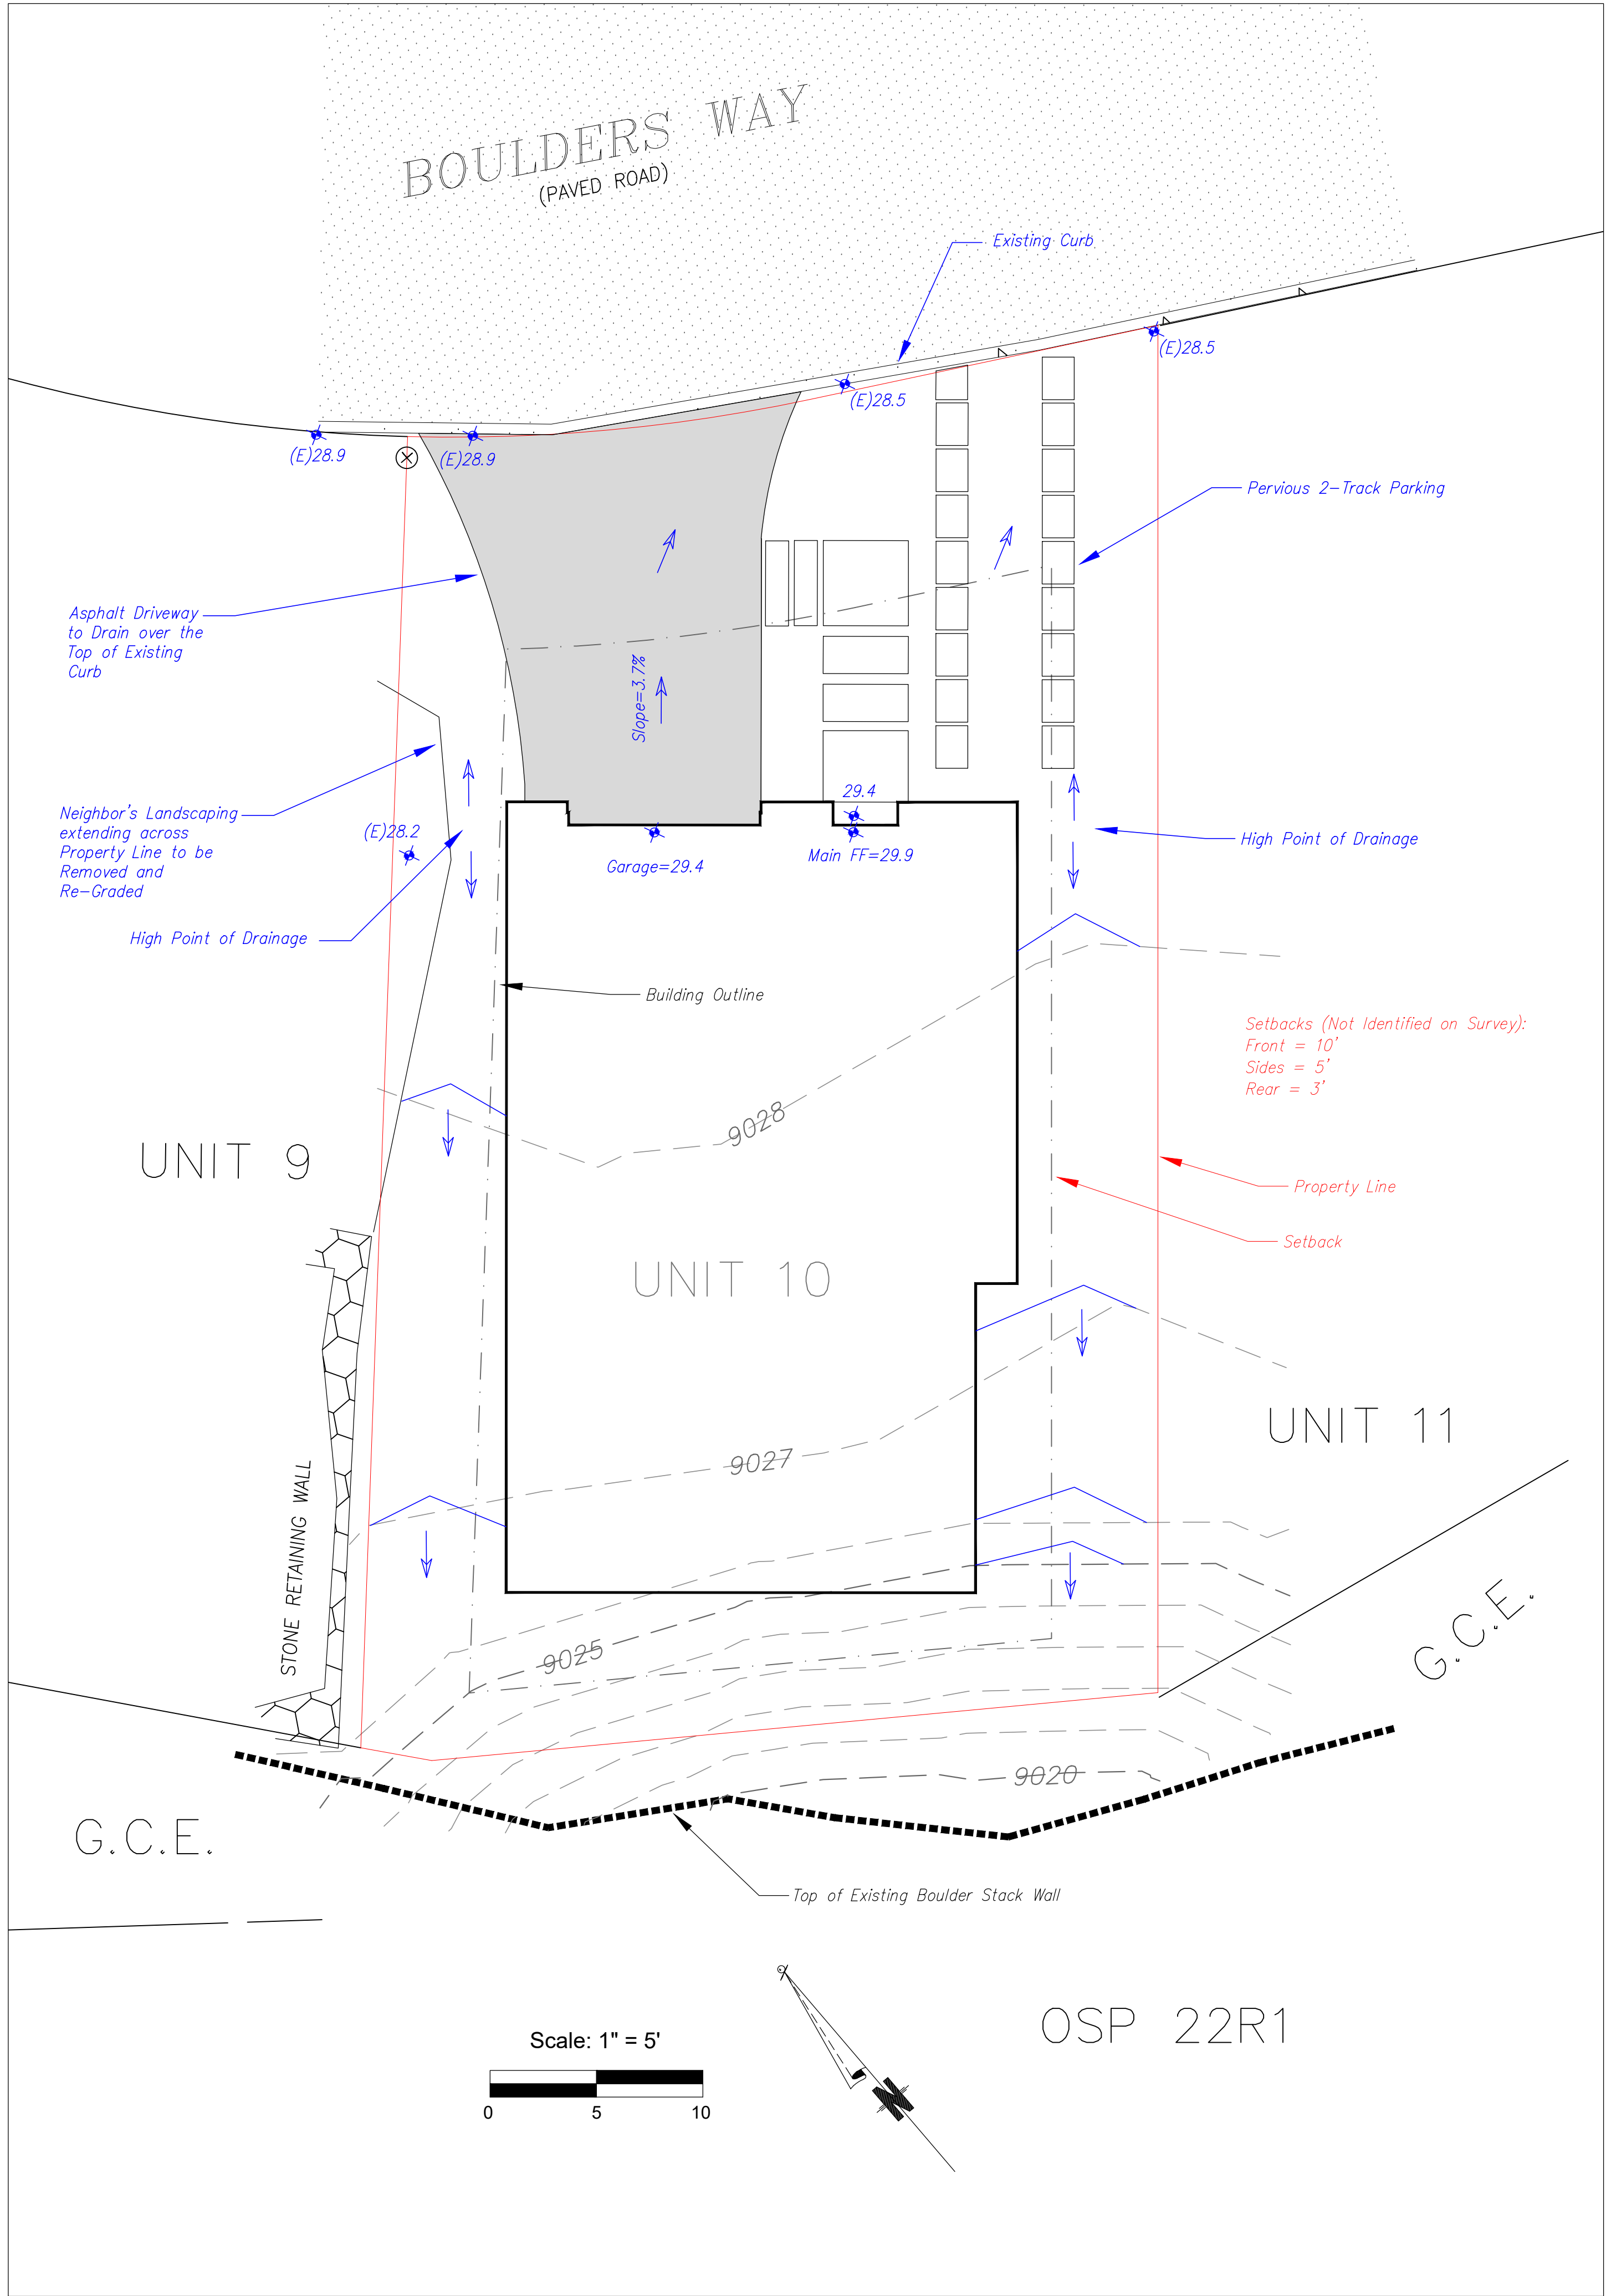 BOULDERS WAY
(PAVED ROAD)
Existing Curb
(E)28.5
(E)28.5
(E)28.9
(E)28.9
Pervious 2-Track Parking
Asphalt Driveway
to Drain over the
Top of Existing
Curb
Slope=3.7%
Neighbor's Landscaping
extending across
Property Line to be
Removed and
Re-Graded
(E)28.2
29.4
Garage=29.4
Main FF=29.9
High Point of Drainage
High Point of Drainage
Building Outline
Setbacks (Not Identified on Survey):
Front = 10'
Sides = 5'
Rear = 3'
9028
UNIT 9
Property Line
Setback
UNIT 10
UNIT 11
9027
STONE RETAINING WALL
9025
G.C.E.
9020
G.C.E.
Top of Existing Boulder Stack Wall
OSP 22R1
Scale: 1" = 5'
0 5 10
N